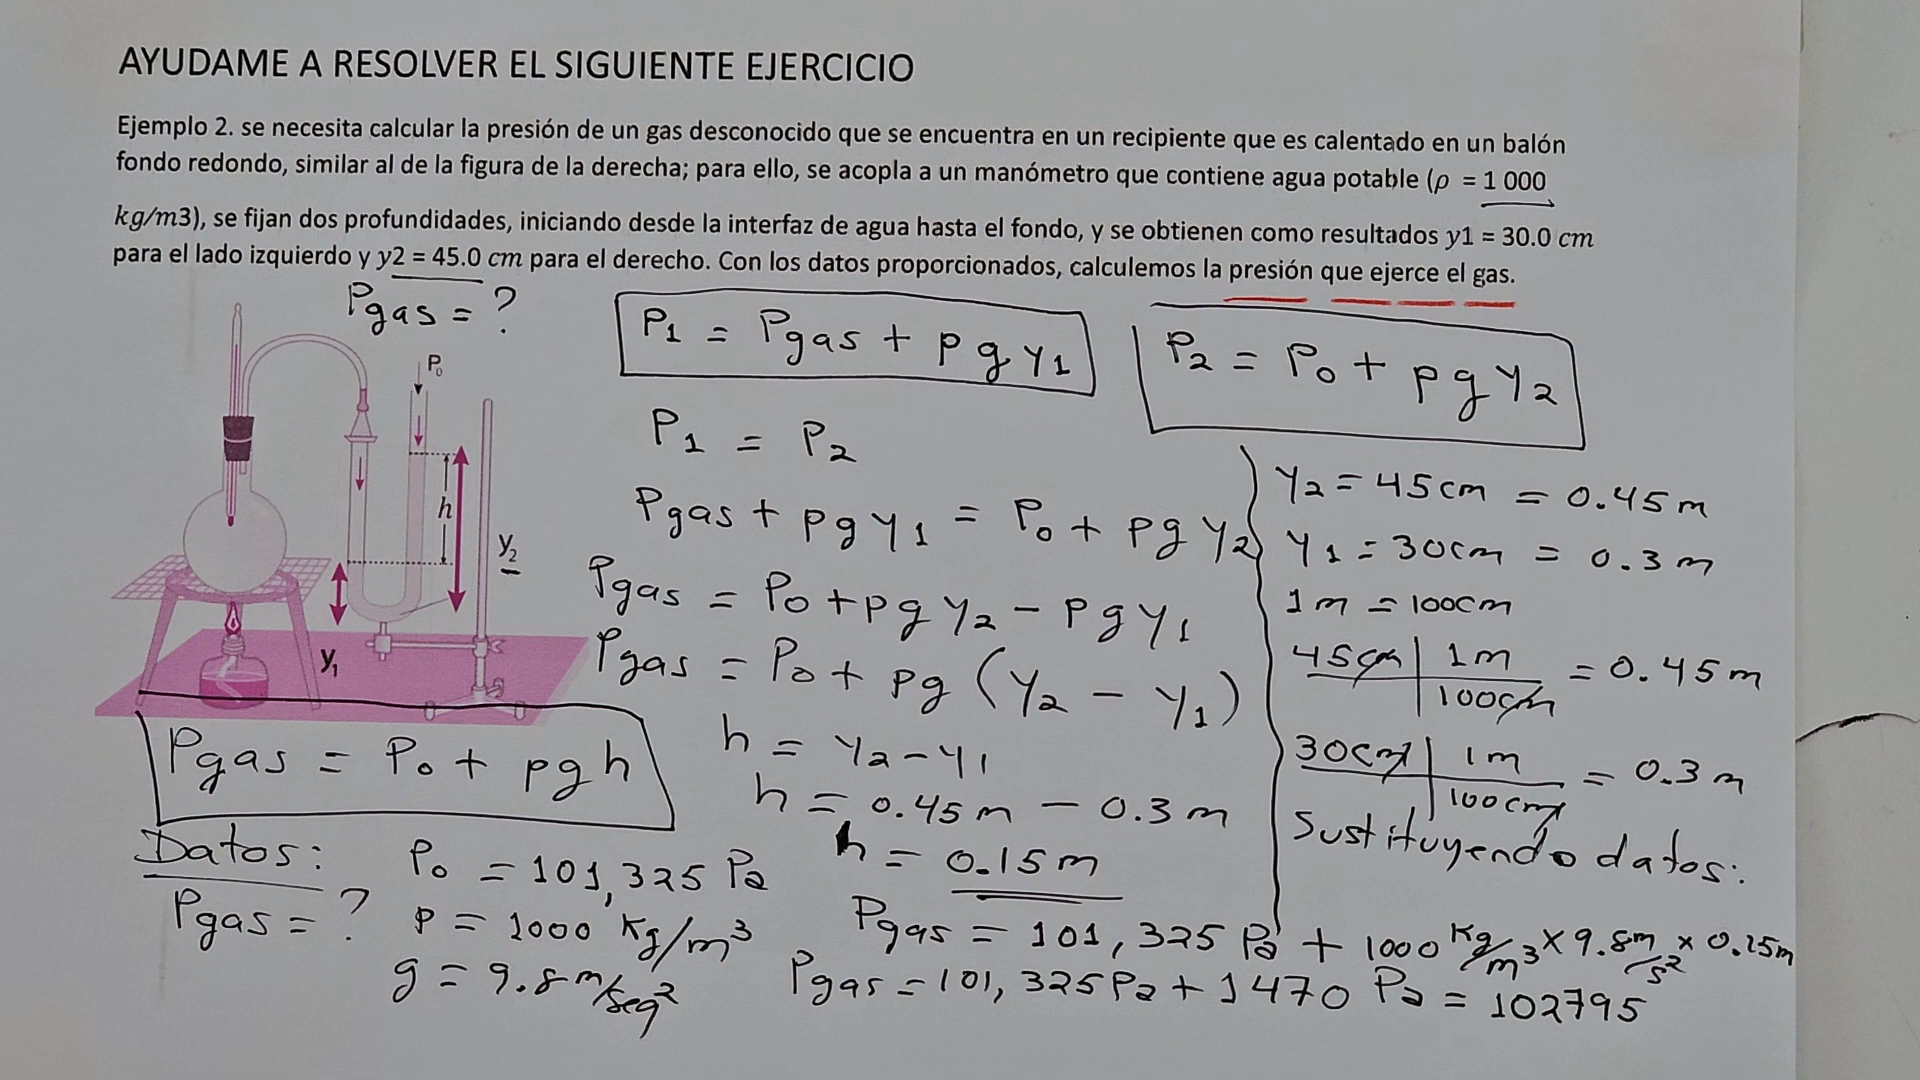 AYUDAME A RESOLVER EL SIGUIENTE EJERCICIO
Ejemplo 2. se necesita calcular la presión de un gas desconocido que se encuentra en un recipiente que es calentado en un balón
fondo redondo, similar al de la figura de la derecha; para ello, se acopla a un manómetro que contiene agua potable (ρ = 1 000
kg/m3), se fijan dos profundidades, iniciando desde la interfaz de agua hasta el fondo, y se obtienen como resultados y1 = 30.0 cm
para el lado izquierdo y y2 = 45.0 cm para el derecho. Con los datos proporcionados, calculemos la presión que ejerce el gas.
Pgas = ?
P₀
h
y₂
y₁
P₁ = Pgas + ρgy₁
P₂ = P₀ + ρgy₂
P₁ = P₂
Pgas + ρgy₁ = P₀ + ρgy₂
Pgas = P₀ + ρgy₂ - ρgy₁
Pgas = P₀ + ρg (y₂ - y₁)
h = y₂ - y₁
h = 0.45m - 0.3m
h = 0.15m
y₂ = 45cm = 0.45m
y₁ = 30cm = 0.3m
1m = 100cm
45cm | 1m = 0.45m
100cm
30cm | 1m = 0.3m
100cm
Sustituyendo datos:
Pgas = P₀ + ρgh
Datos:
Pgas = ?
P₀ = 101,325 Pa
ρ = 1000 Kg/m³
g = 9.8m/seg²
Pgas = 101,325 Pa + 1000 Kg/m³ x 9.8m/s² x 0.15m
Pgas = 101,325Pa + 1470 Pa = 102795